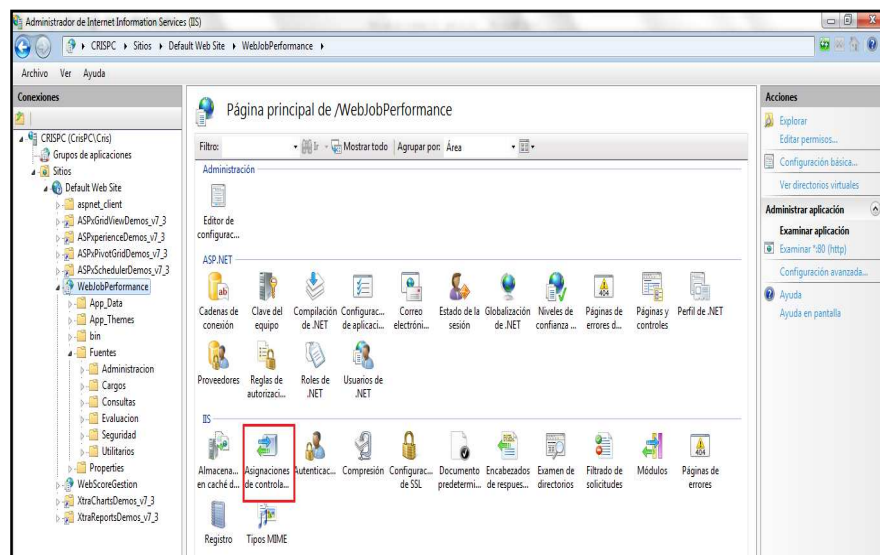 Administrador de Internet Information Services (IIS)
CRISPC Sitios Default Web Site WebJobPerformance
Archivo Ver Ayuda
Conexiones
CRISPC (CrisPC\Cris)
Grupos de aplicaciones
Sitios
Default Web Site
aspnet_client
ASPxGridViewDemos_v7_3
ASPxperienceDemos_v7_3
ASPxPivotGridDemos_v7_3
ASPxSchedulerDemos_v7_3
WebJobPerformance
App_Data
App_Themes
bin
Fuentes
Administracion
Cargos
Consultas
Evaluacion
Seguridad
Utilitarios
Properties
WebScoreGestion
XtraChartsDemos_v7_3
XtraReportsDemos_v7_3
Página principal de /WebJobPerformance
Filtro: Ir Mostrar todo Agrupar por: Área
Administración
Editor de
configurac...
ASP.NET
Cadenas de Clave del Compilación Configurac... Correo Estado de la Globalización Niveles de Páginas de Páginas y Perfil de .NET
conexión equipo de .NET de aplicaci... electróni... sesión de .NET confianza ... errores d... controles
Proveedores Reglas de Roles de Usuarios de
autorizaci... .NET .NET
IIS
Almacena... Asignaciones Autenticac... Compresión Configurac... Documento Encabezados Examen de Filtrado de Módulos Páginas de
en caché d... de controla... de SSL predetermi... de respues... directorios solicitudes errores
Registro Tipos MIME
Acciones
Explorar
Editar permisos...
Configuración básica...
Ver directorios virtuales
Administrar aplicación
Examinar aplicación
Examinar *:80 (http)
Configuración avanzada...
Ayuda
Ayuda en pantalla